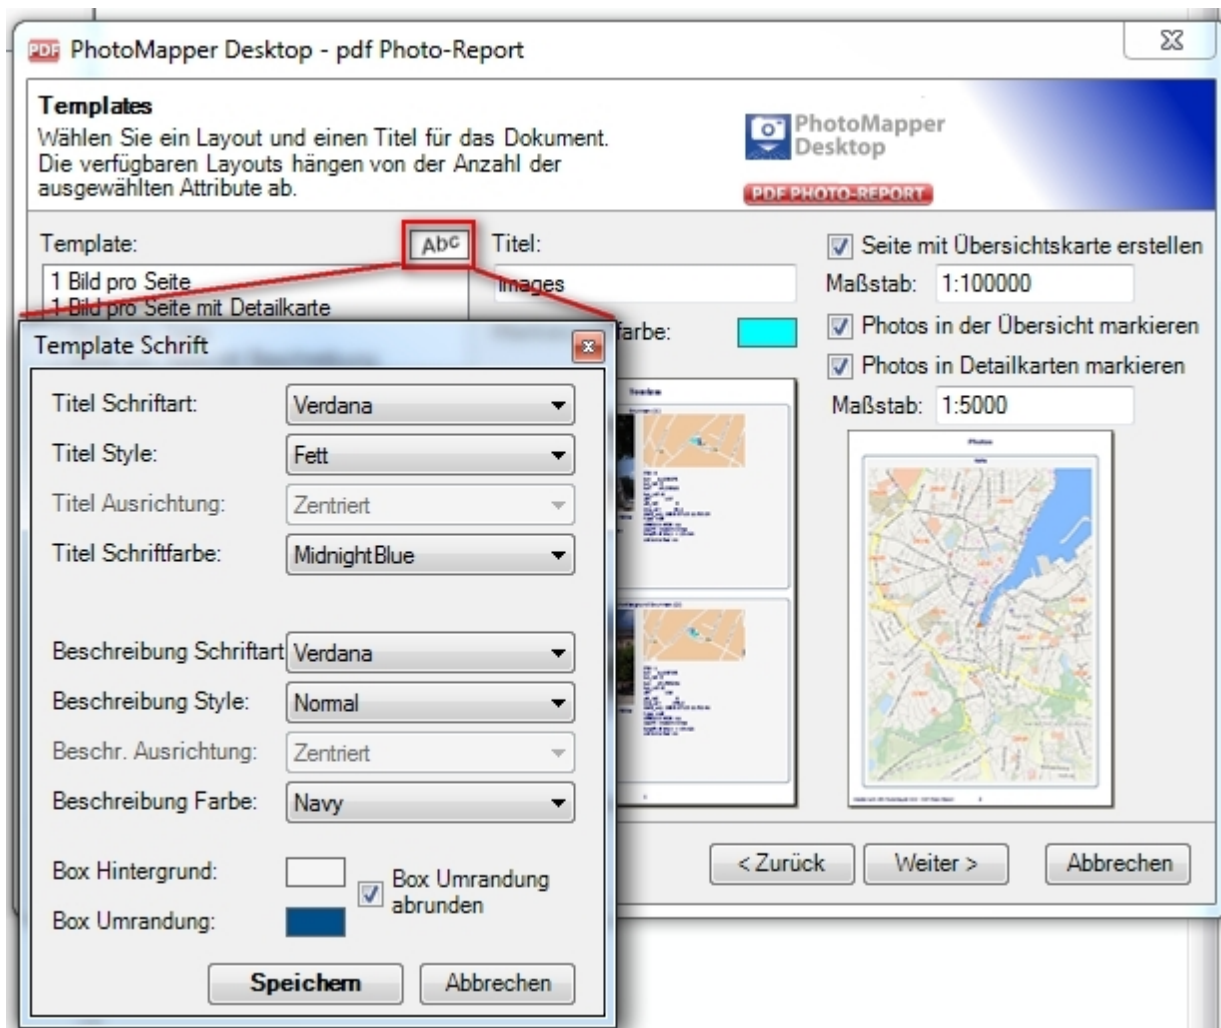 PDF PhotoMapper Desktop - pdf Photo-Report
Templates
Wählen Sie ein Layout und einen Titel für das Dokument.
Die verfügbaren Layouts hängen von der Anzahl der
ausgewählten Attribute ab.
PhotoMapper
Desktop
PDF PHOTO-REPORT
Template:
Abc
1 Bild pro Seite
1 Bild pro Seite mit Detailkarte
Titel:
Images
farbe:
Seite mit Übersichtskarte erstellen
Maßstab: 1:100000
Photos in der Übersicht markieren
Photos in Detailkarten markieren
Maßstab: 1:5000
Photos
Template Schrift
Titel Schriftart: Verdana
Titel Style: Fett
Titel Ausrichtung: Zentriert
Titel Schriftfarbe: MidnightBlue
Beschreibung Schriftart Verdana
Beschreibung Style: Normal
Beschr. Ausrichtung: Zentriert
Beschreibung Farbe: Navy
Box Hintergrund:
Box Umrandung:
Box Umrandung
abrunden
Speichern Abbrechen
< Zurück Weiter > Abbrechen